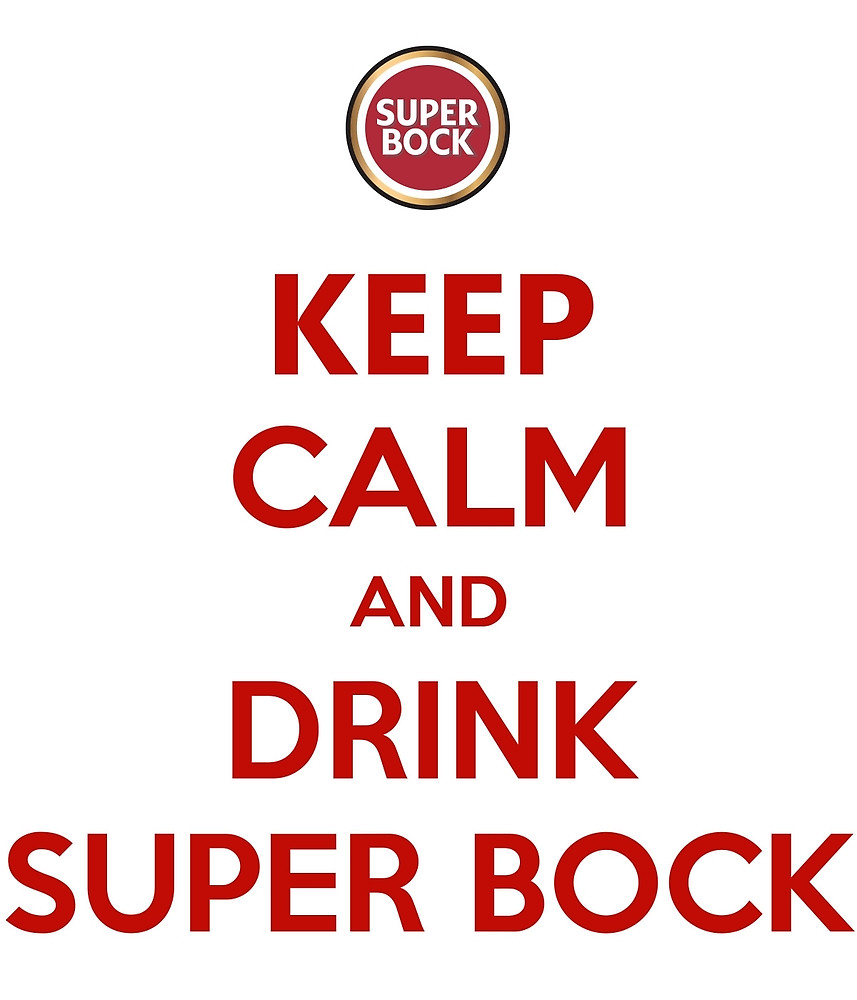 SUPER
BOCK
KEEP
CALM
AND
DRINK
SUPER BOCK